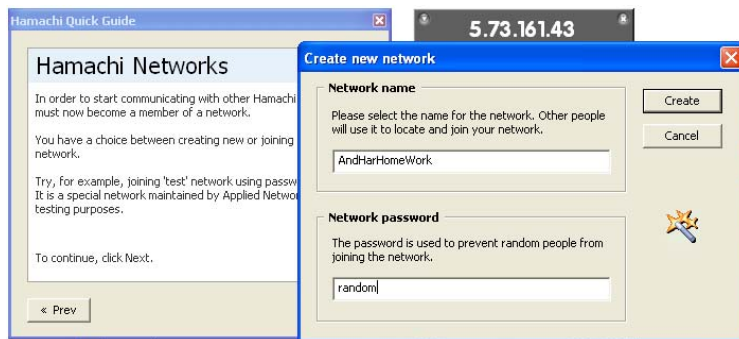 Hamachi Quick Guide
Hamachi Networks
In order to start communicating with other Hamachi
must now become a member of a network.
You have a choice between creating new or joining
network.
Try, for example, joining 'test' network using
It is a special network maintained by Applied
testing purposes.
To continue, click Next.
« Prev
5.73.161.43
Create new network
Network name
Please select the name for the network. Other people
will use it to locate and join your network.
AndHarHomeWork
Network password
The password is used to prevent random people from
joining the network.
random
Create
Cancel